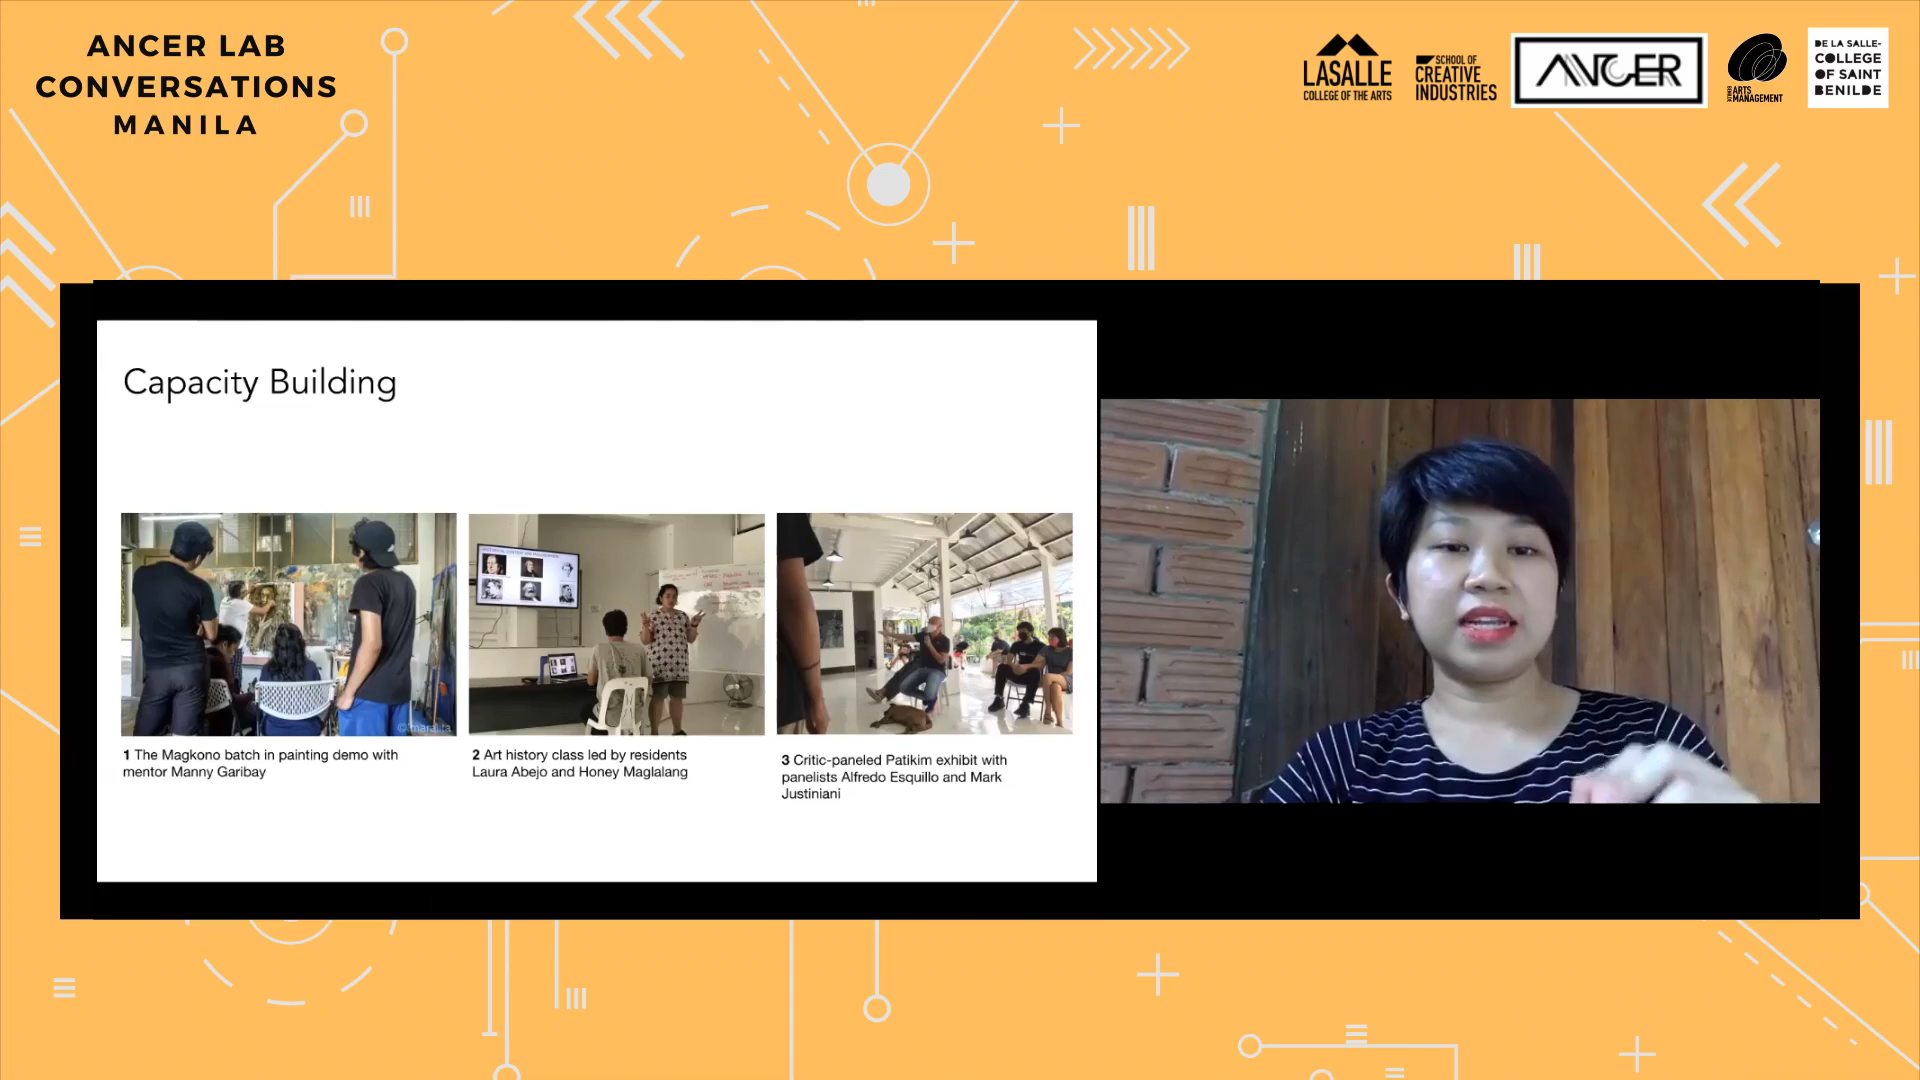 ANCER LAB
CONVERSATIONS
MANILA
LASALLE
COLLEGE OF THE ARTS
SCHOOL OF
CREATIVE
INDUSTRIES
ANCER
ARTS
MANAGEMENT
DE LA SALLE-
COLLEGE
OF SAINT
BENILDE
Capacity Building
1 The Magkono batch in painting demo with
mentor Manny Garibay
2 Art history class led by residents
Laura Abejo and Honey Maglalang
3 Critic-paneled Patikim exhibit with
panelists Alfredo Esquillo and Mark
Justiniani